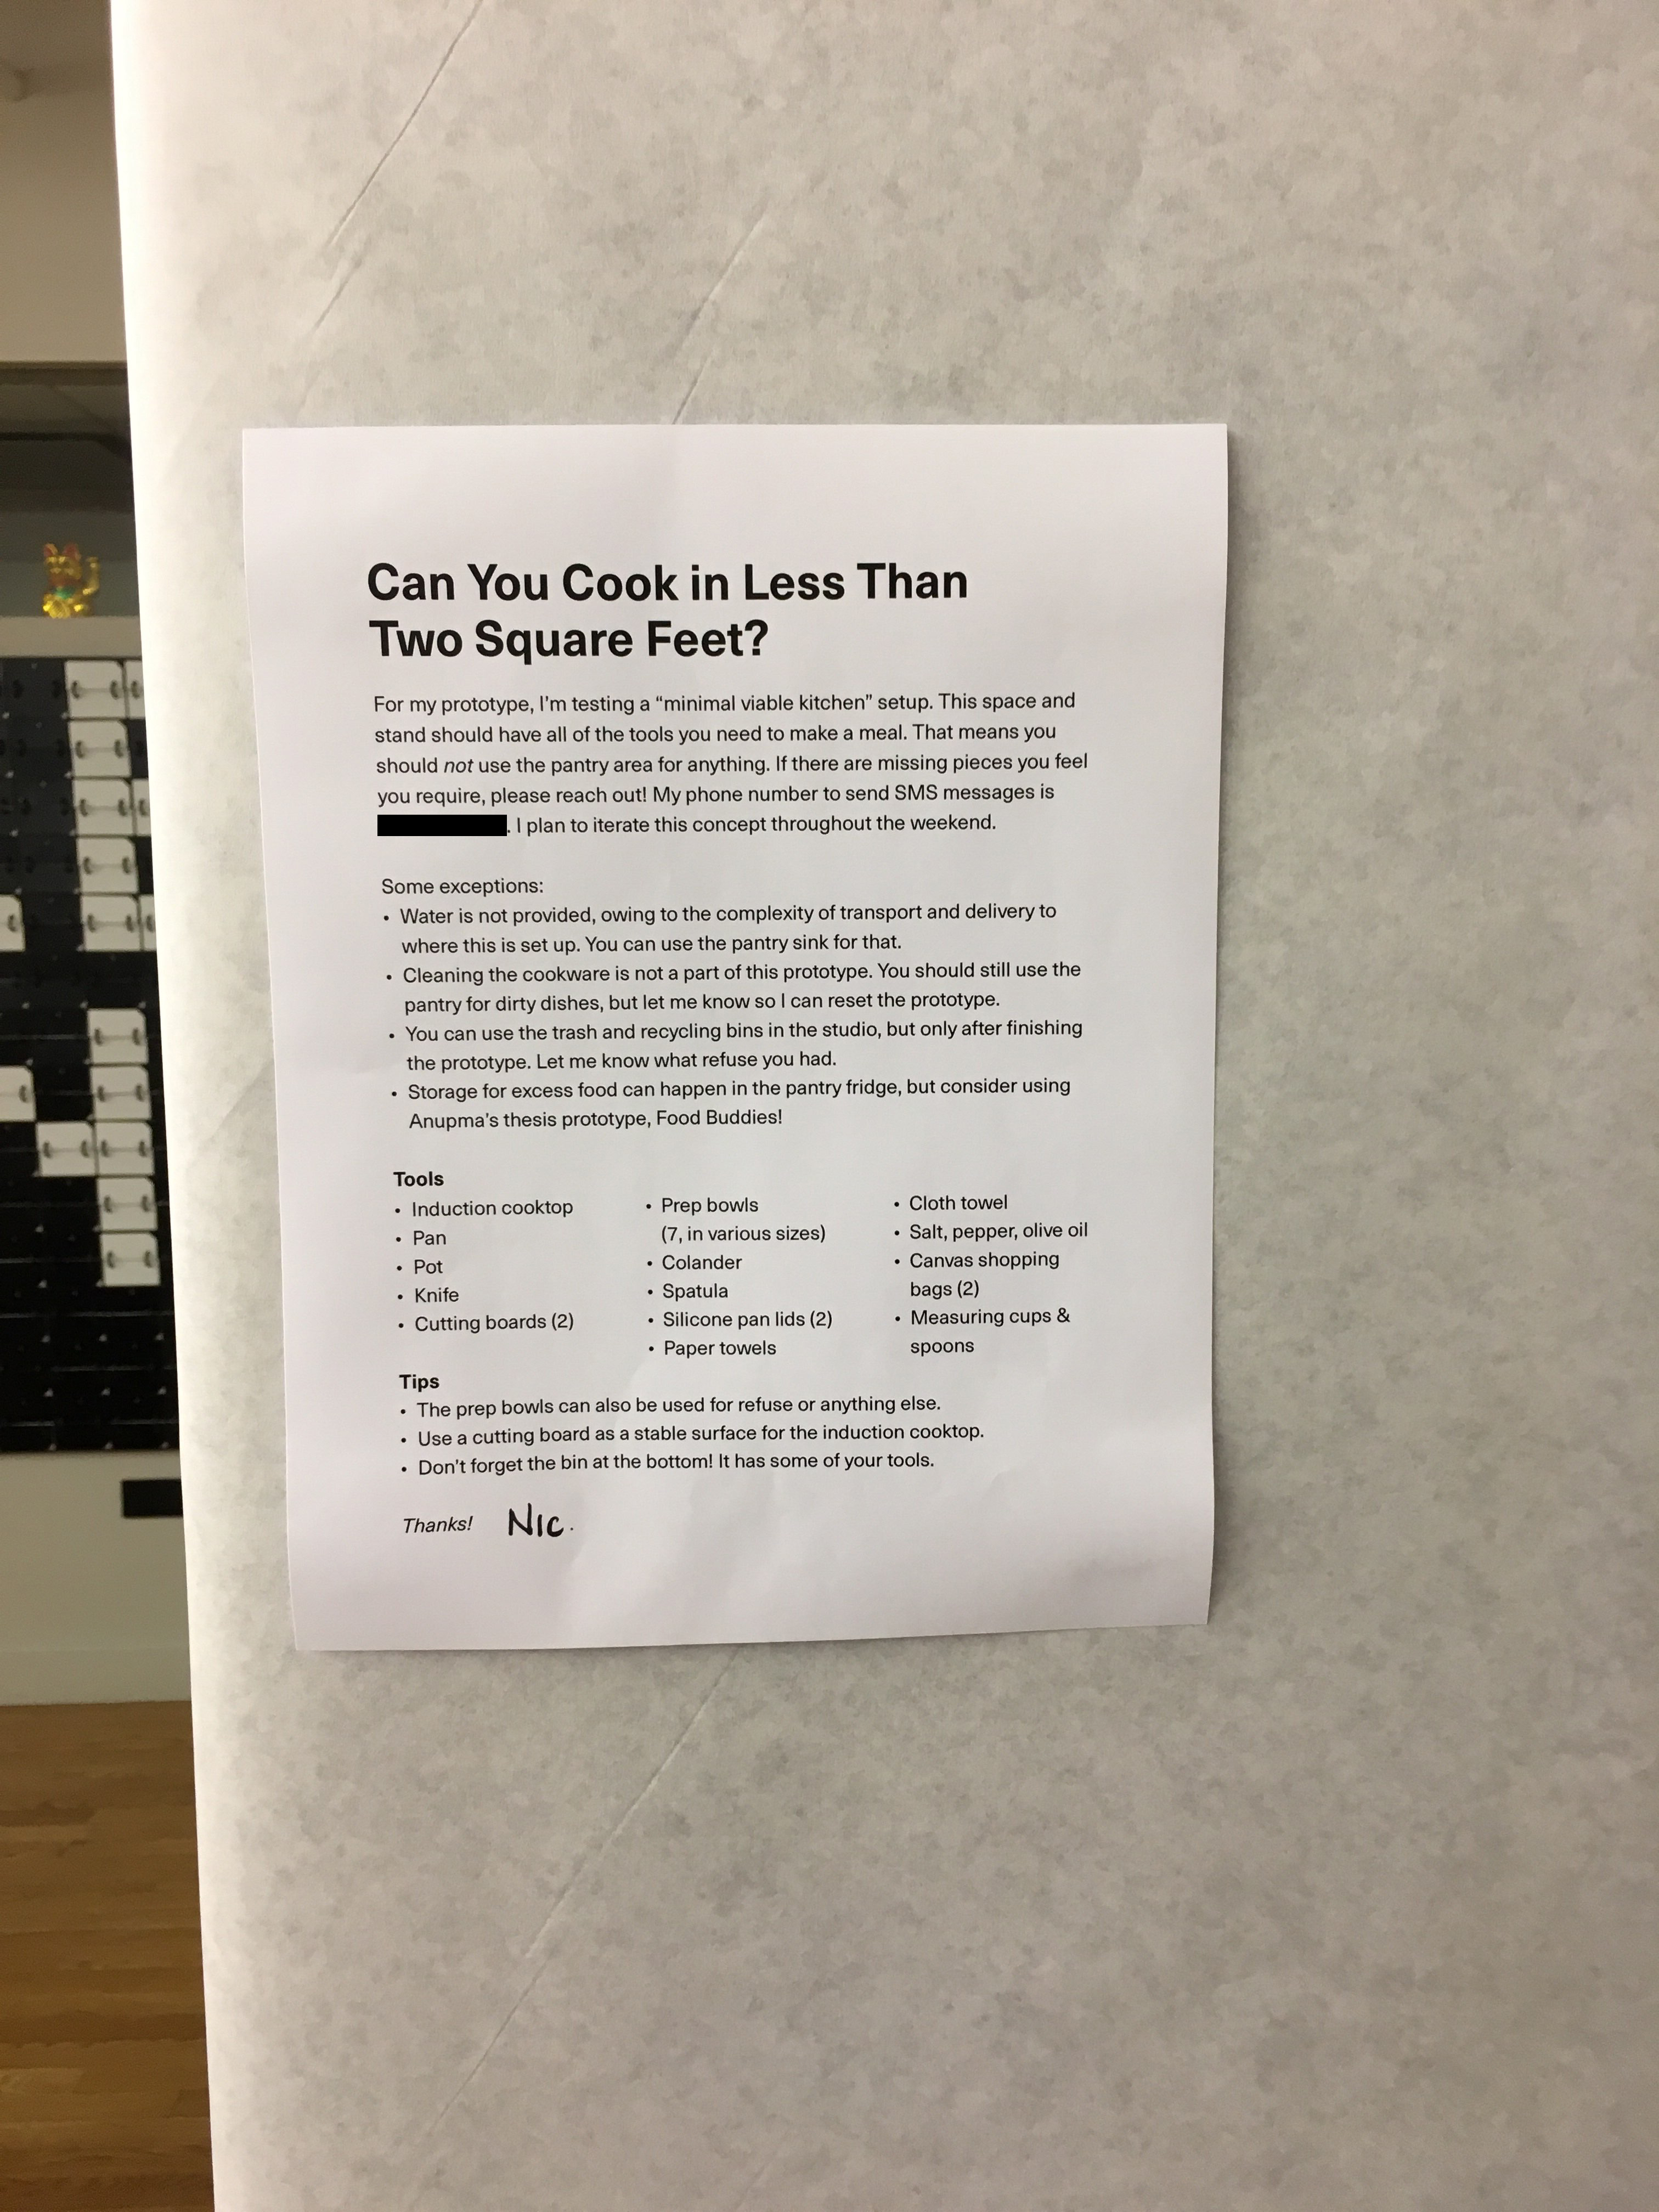 Can You Cook in Less Than
Two Square Feet?
For my prototype, I'm testing a “minimal viable kitchen” setup. This space and
stand should have all of the tools you need to make a meal. That means you
should not use the pantry area for anything. If there are missing pieces you feel
you require, please reach out! My phone number to send SMS messages is
. I plan to iterate this concept throughout the weekend.
Some exceptions:
• Water is not provided, owing to the complexity of transport and delivery to
where this is set up. You can use the pantry sink for that.
• Cleaning the cookware is not a part of this prototype. You should still use the
pantry for dirty dishes, but let me know so I can reset the prototype.
• You can use the trash and recycling bins in the studio, but only after finishing
the prototype. Let me know what refuse you had.
• Storage for excess food can happen in the pantry fridge, but consider using
Anupma's thesis prototype, Food Buddies!
Tools
• Induction cooktop
• Pan
• Pot
• Knife
• Cutting boards (2)
• Prep bowls
(7, in various sizes)
• Colander
• Spatula
• Silicone pan lids (2)
• Paper towels
• Cloth towel
• Salt, pepper, olive oil
• Canvas shopping
bags (2)
• Measuring cups &
spoons
Tips
• The prep bowls can also be used for refuse or anything else.
• Use a cutting board as a stable surface for the induction cooktop.
• Don't forget the bin at the bottom! It has some of your tools.
Thanks! NIC.